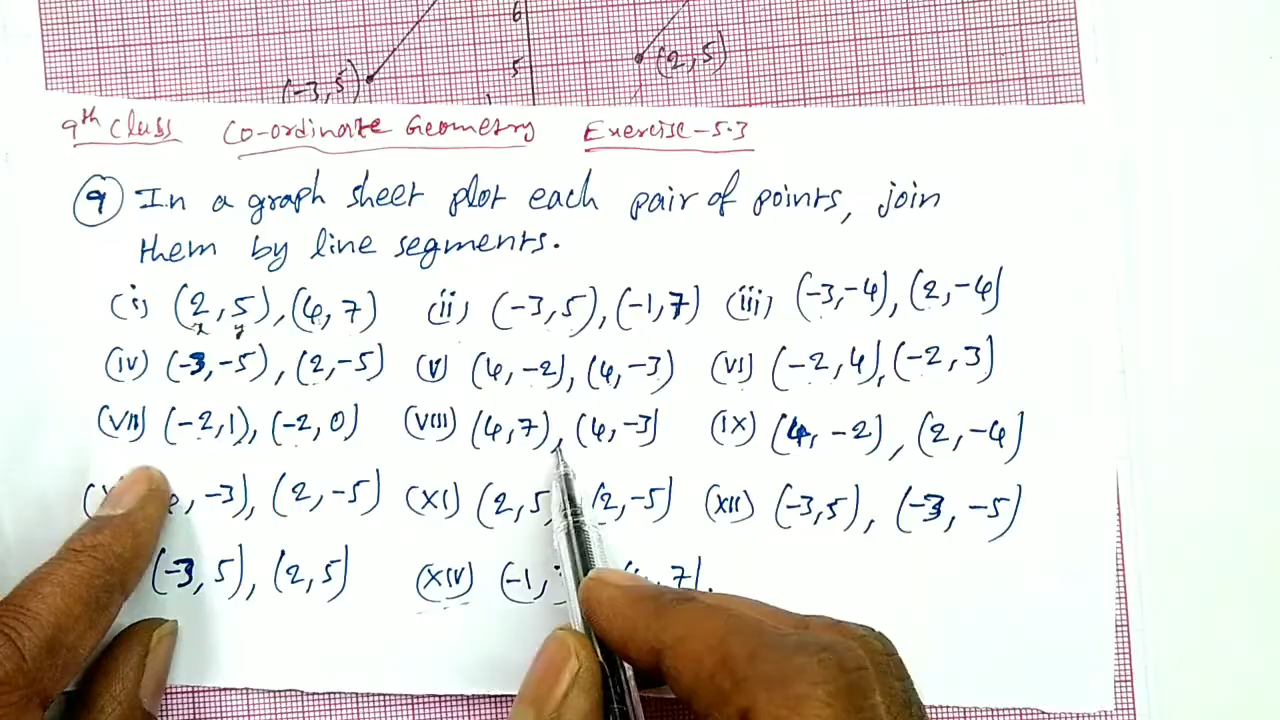 6
5
(-3,5)
(2,5)
9th Class Co-ordinate Geometry Exercise-5.3
9 In a graph sheet plot each pair of points, join
them by line segments.
(i) (2,5),(4,7) (ii) (-3,5),(-1,7) (iii) (-3,-4),(2,-4)
x y
(iv) (-3,-5),(2,-5) (v) (4,-2),(4,-3) (vi) (-2,4),(-2,3)
(vii) (-2,1),(-2,0) (viii) (4,7),(4,-3) (ix) (4,-2),(2,-4)
-3),(2,-5) (xi) (2,5 2,-5) (xii) (-3,5),(-3,-5)
(-3,5),(2,5) (xiv) (-1, 7).